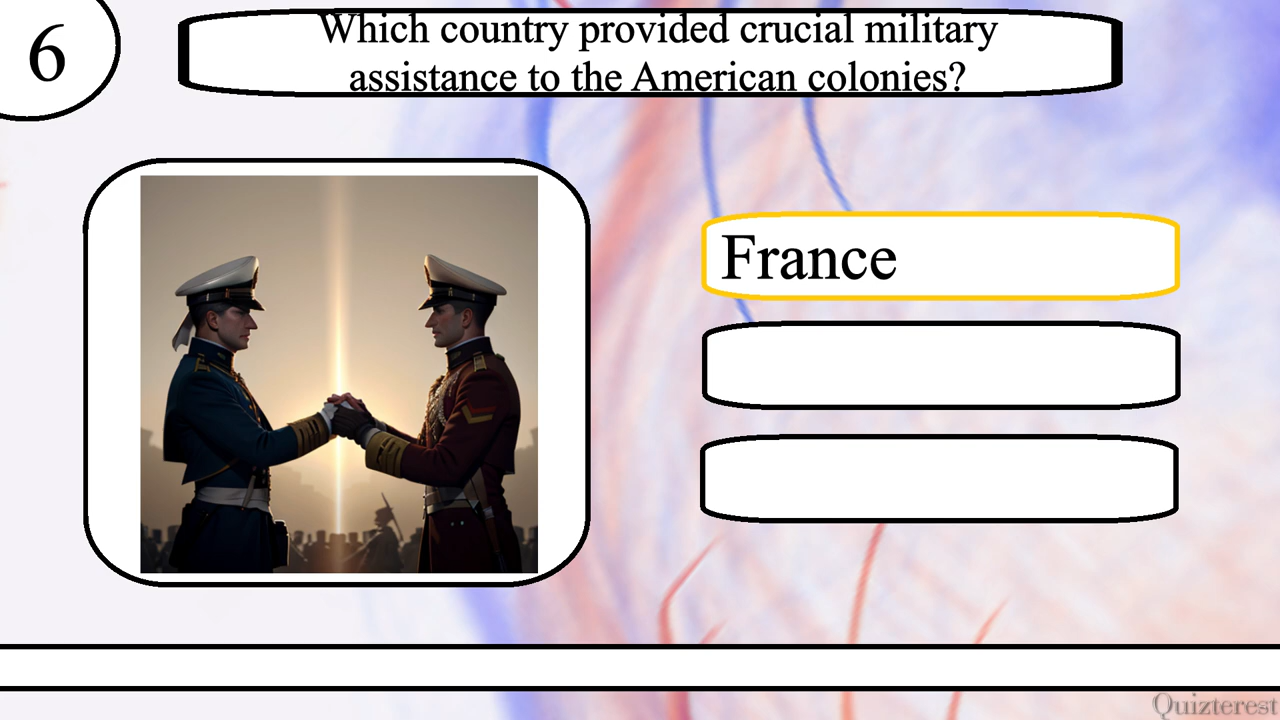 6
Which country provided crucial military
assistance to the American colonies?
France
Quizterest